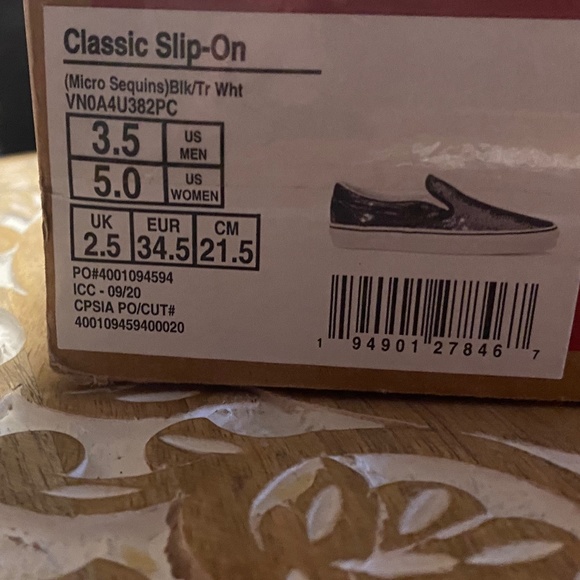 Classic Slip-On
(Micro Sequins)Blk/Tr Wht
VN0A4U382PC
3.5 US MEN
5.0 US WOMEN
UK EUR CM
2.5 34.5 21.5
PO#4001094594
ICC - 09/20
CPSIA PO/CUT#
400109459400020
1 94901 27846 7